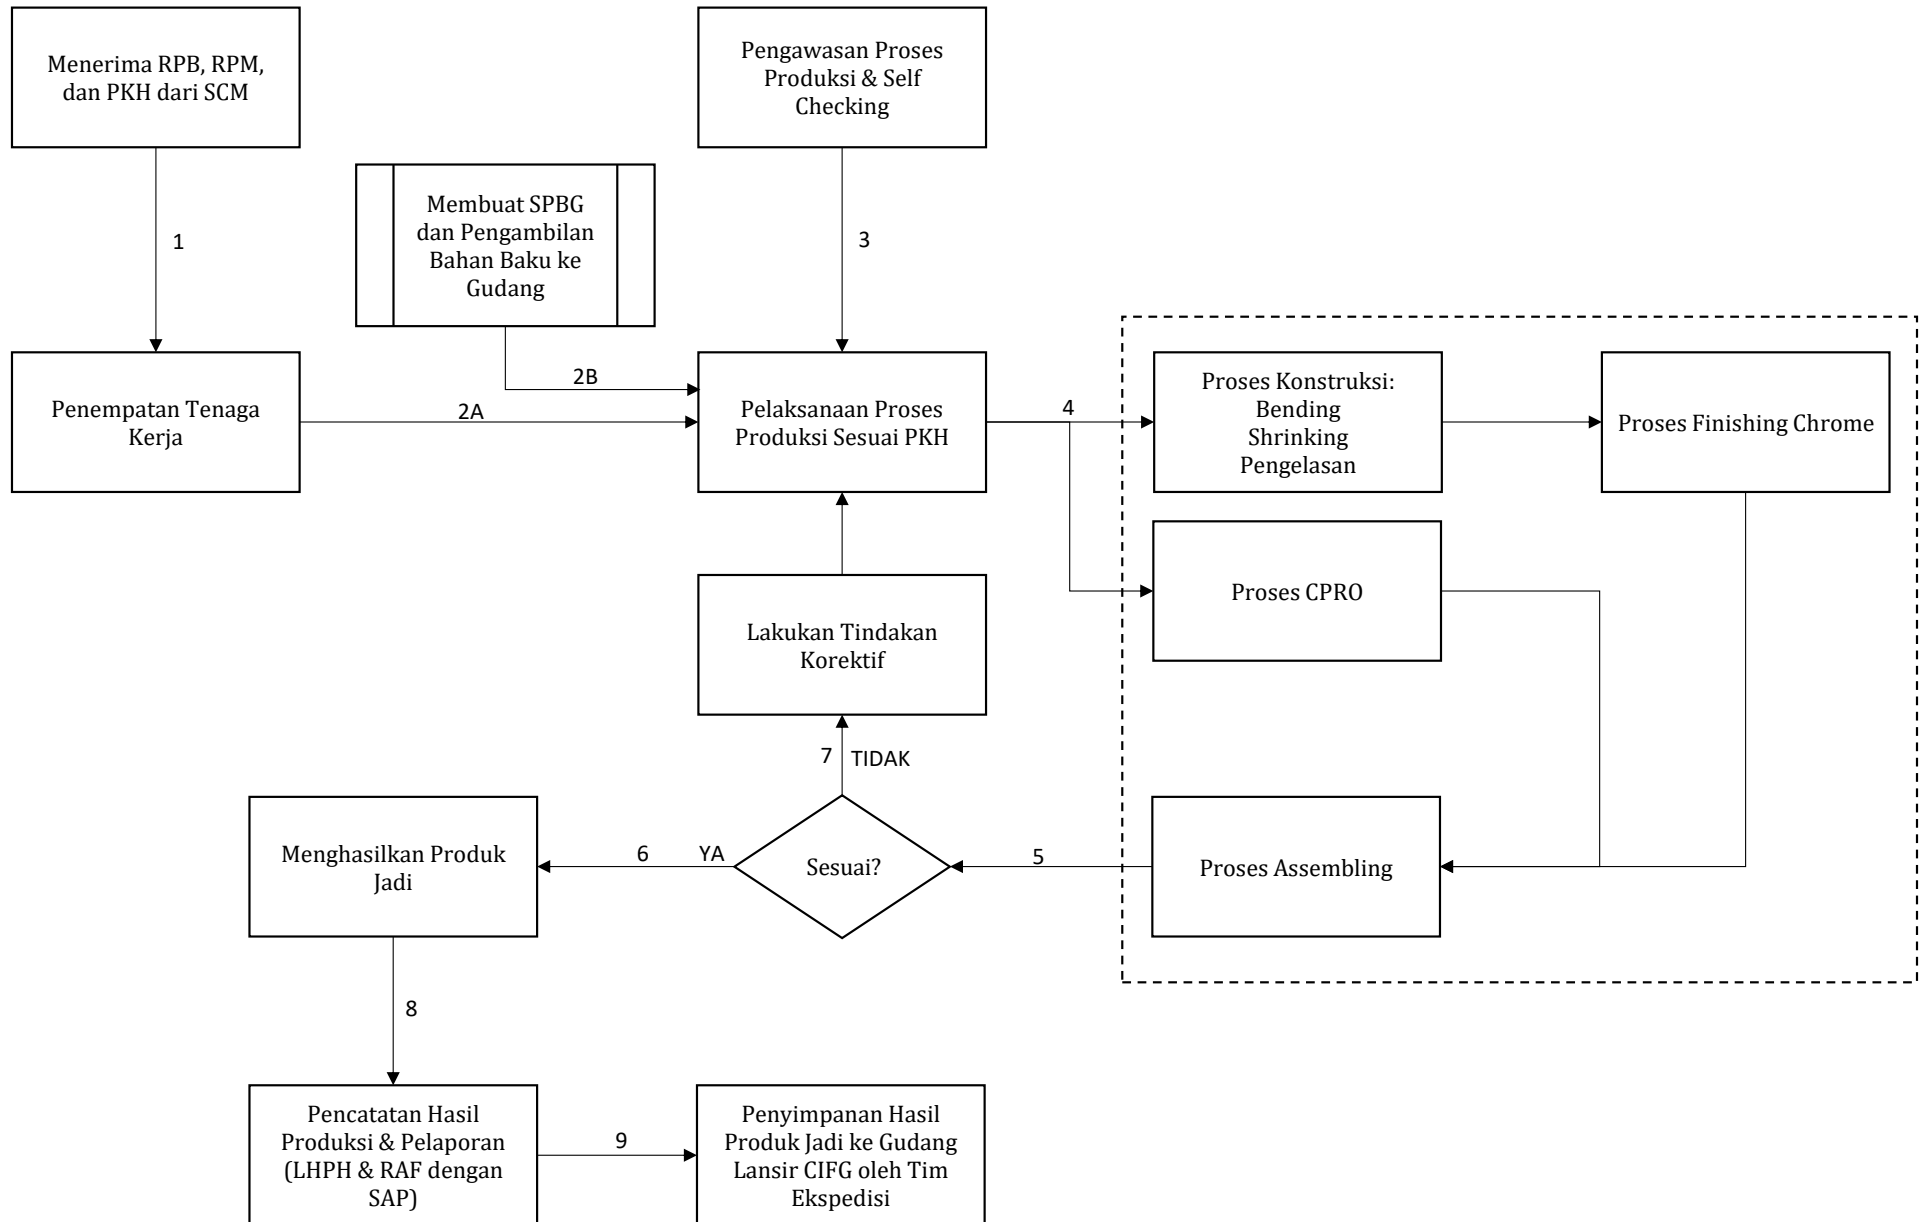 Menerima RPB, RPM,
dan PKH dari SCM
Pengawasan Proses
Produksi & Self
Checking
Membuat SPBG
dan Pengambilan
Bahan Baku ke
Gudang
1
3
2B
Penempatan Tenaga
Kerja
2A
Pelaksanaan Proses
Produksi Sesuai PKH
4
Proses Konstruksi:
Bending
Shrinking
Pengelasan
Proses Finishing Chrome
Proses CPRO
Lakukan Tindakan
Korektif
7
TIDAK
Menghasilkan Produk
Jadi
6
YA
Sesuai?
5
Proses Assembling
8
Pencatatan Hasil
Produksi & Pelaporan
(LHPH & RAF dengan
SAP)
9
Penyimpanan Hasil
Produk Jadi ke Gudang
Lansir CIFG oleh Tim
Ekspedisi